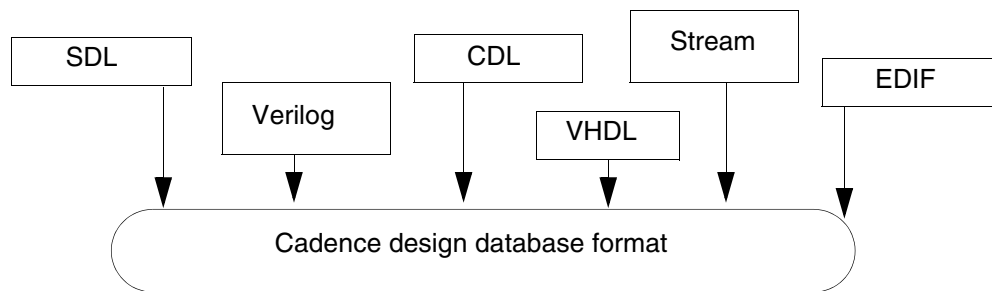 SDL
Verilog
CDL
VHDL
Stream
EDIF
Cadence design database format